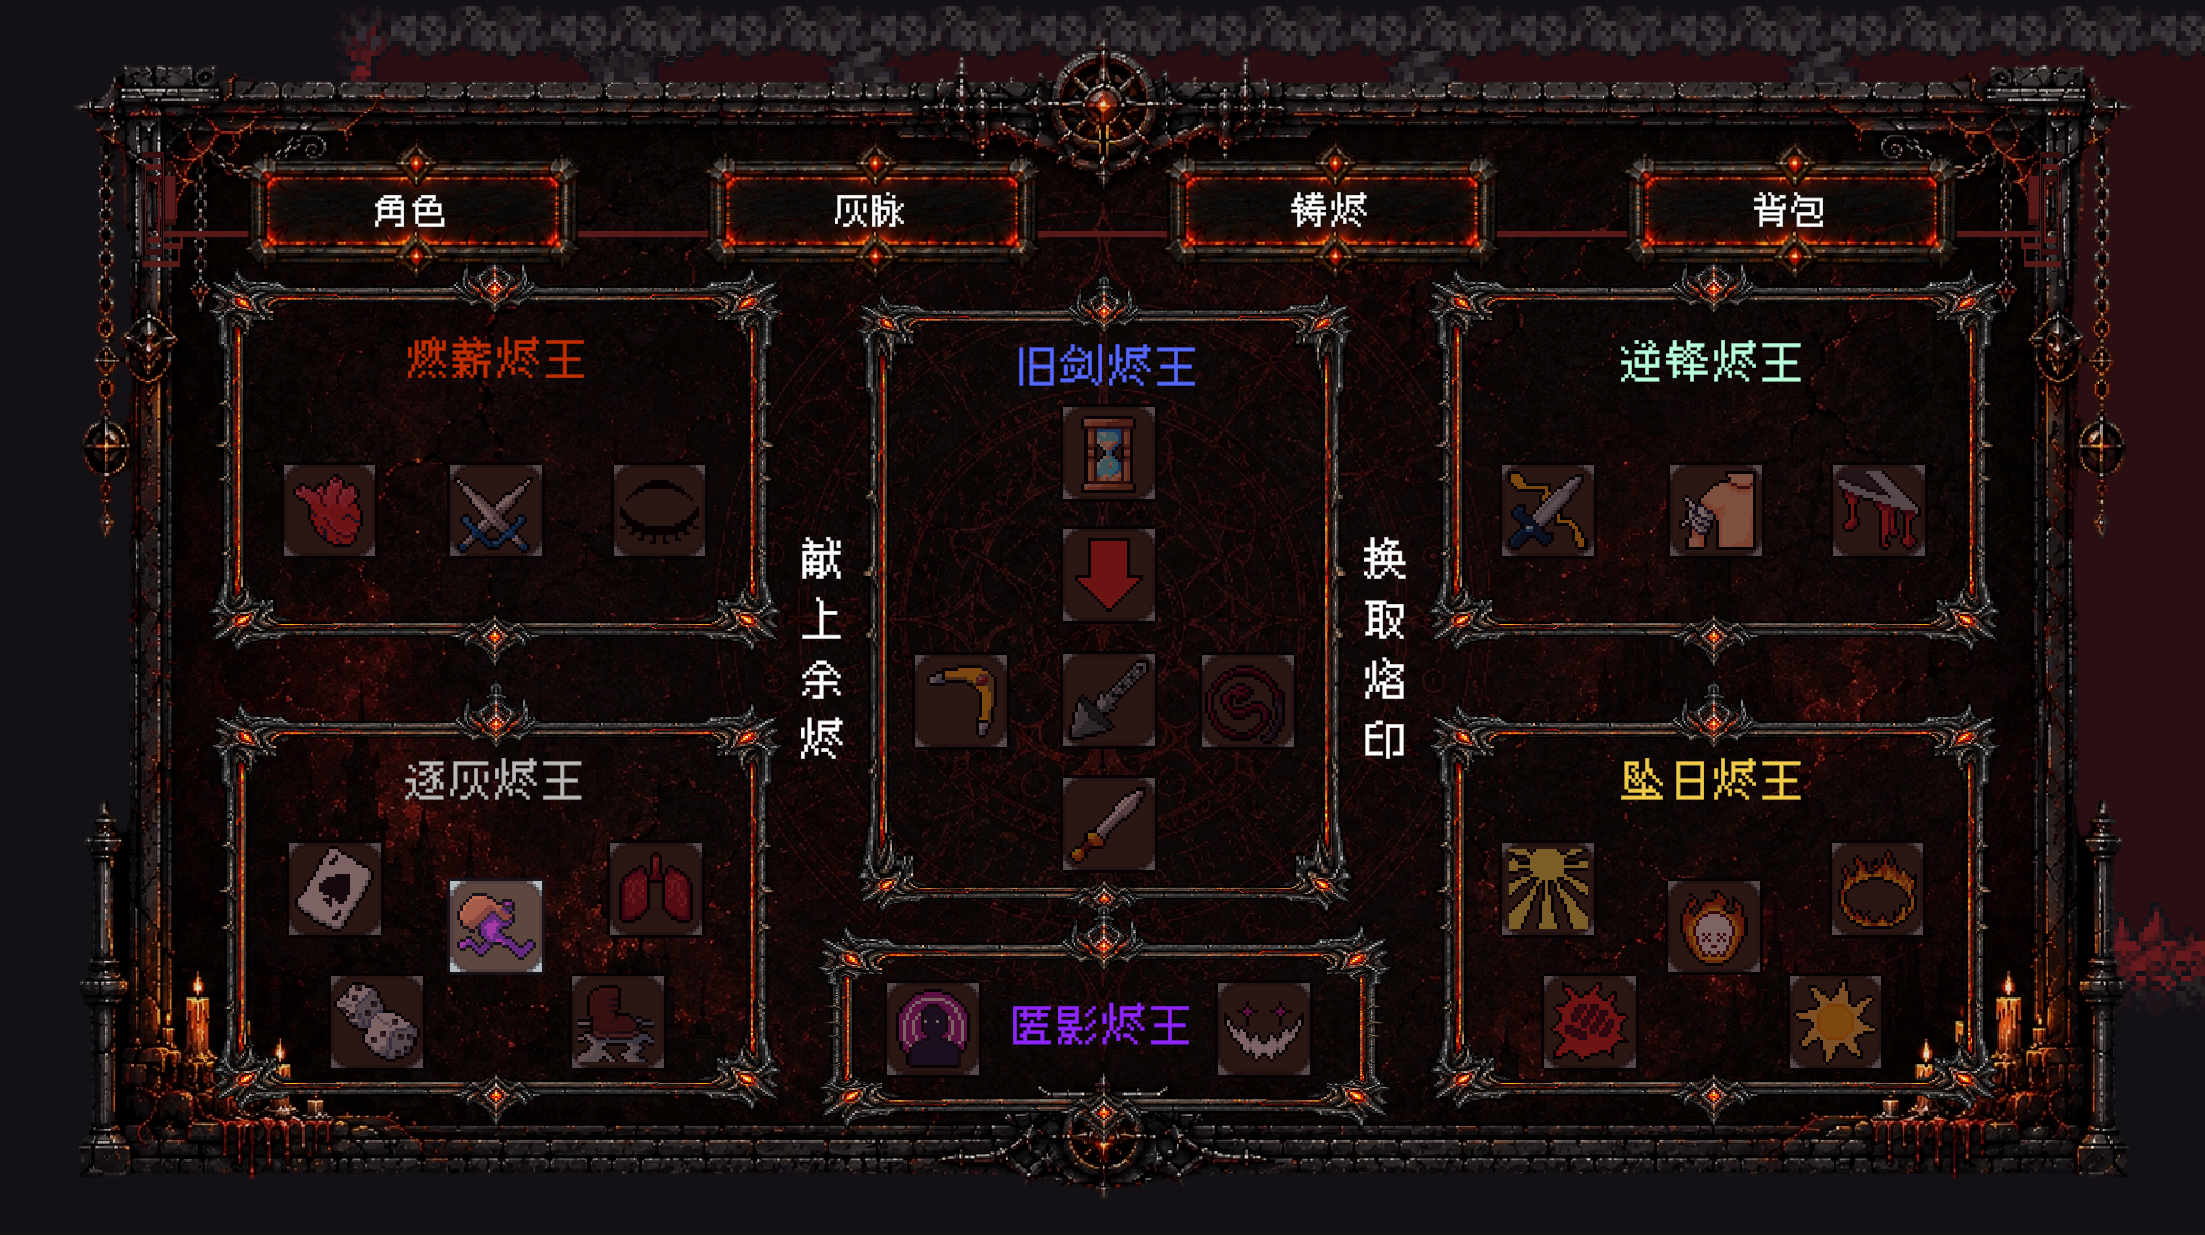 角色
灰脉
铸烬
背包
燃薪烬王
旧剑烬王
逆锋烬王
献上余烬
换取烙印
逐灰烬王
坠日烬王
匿影烬王